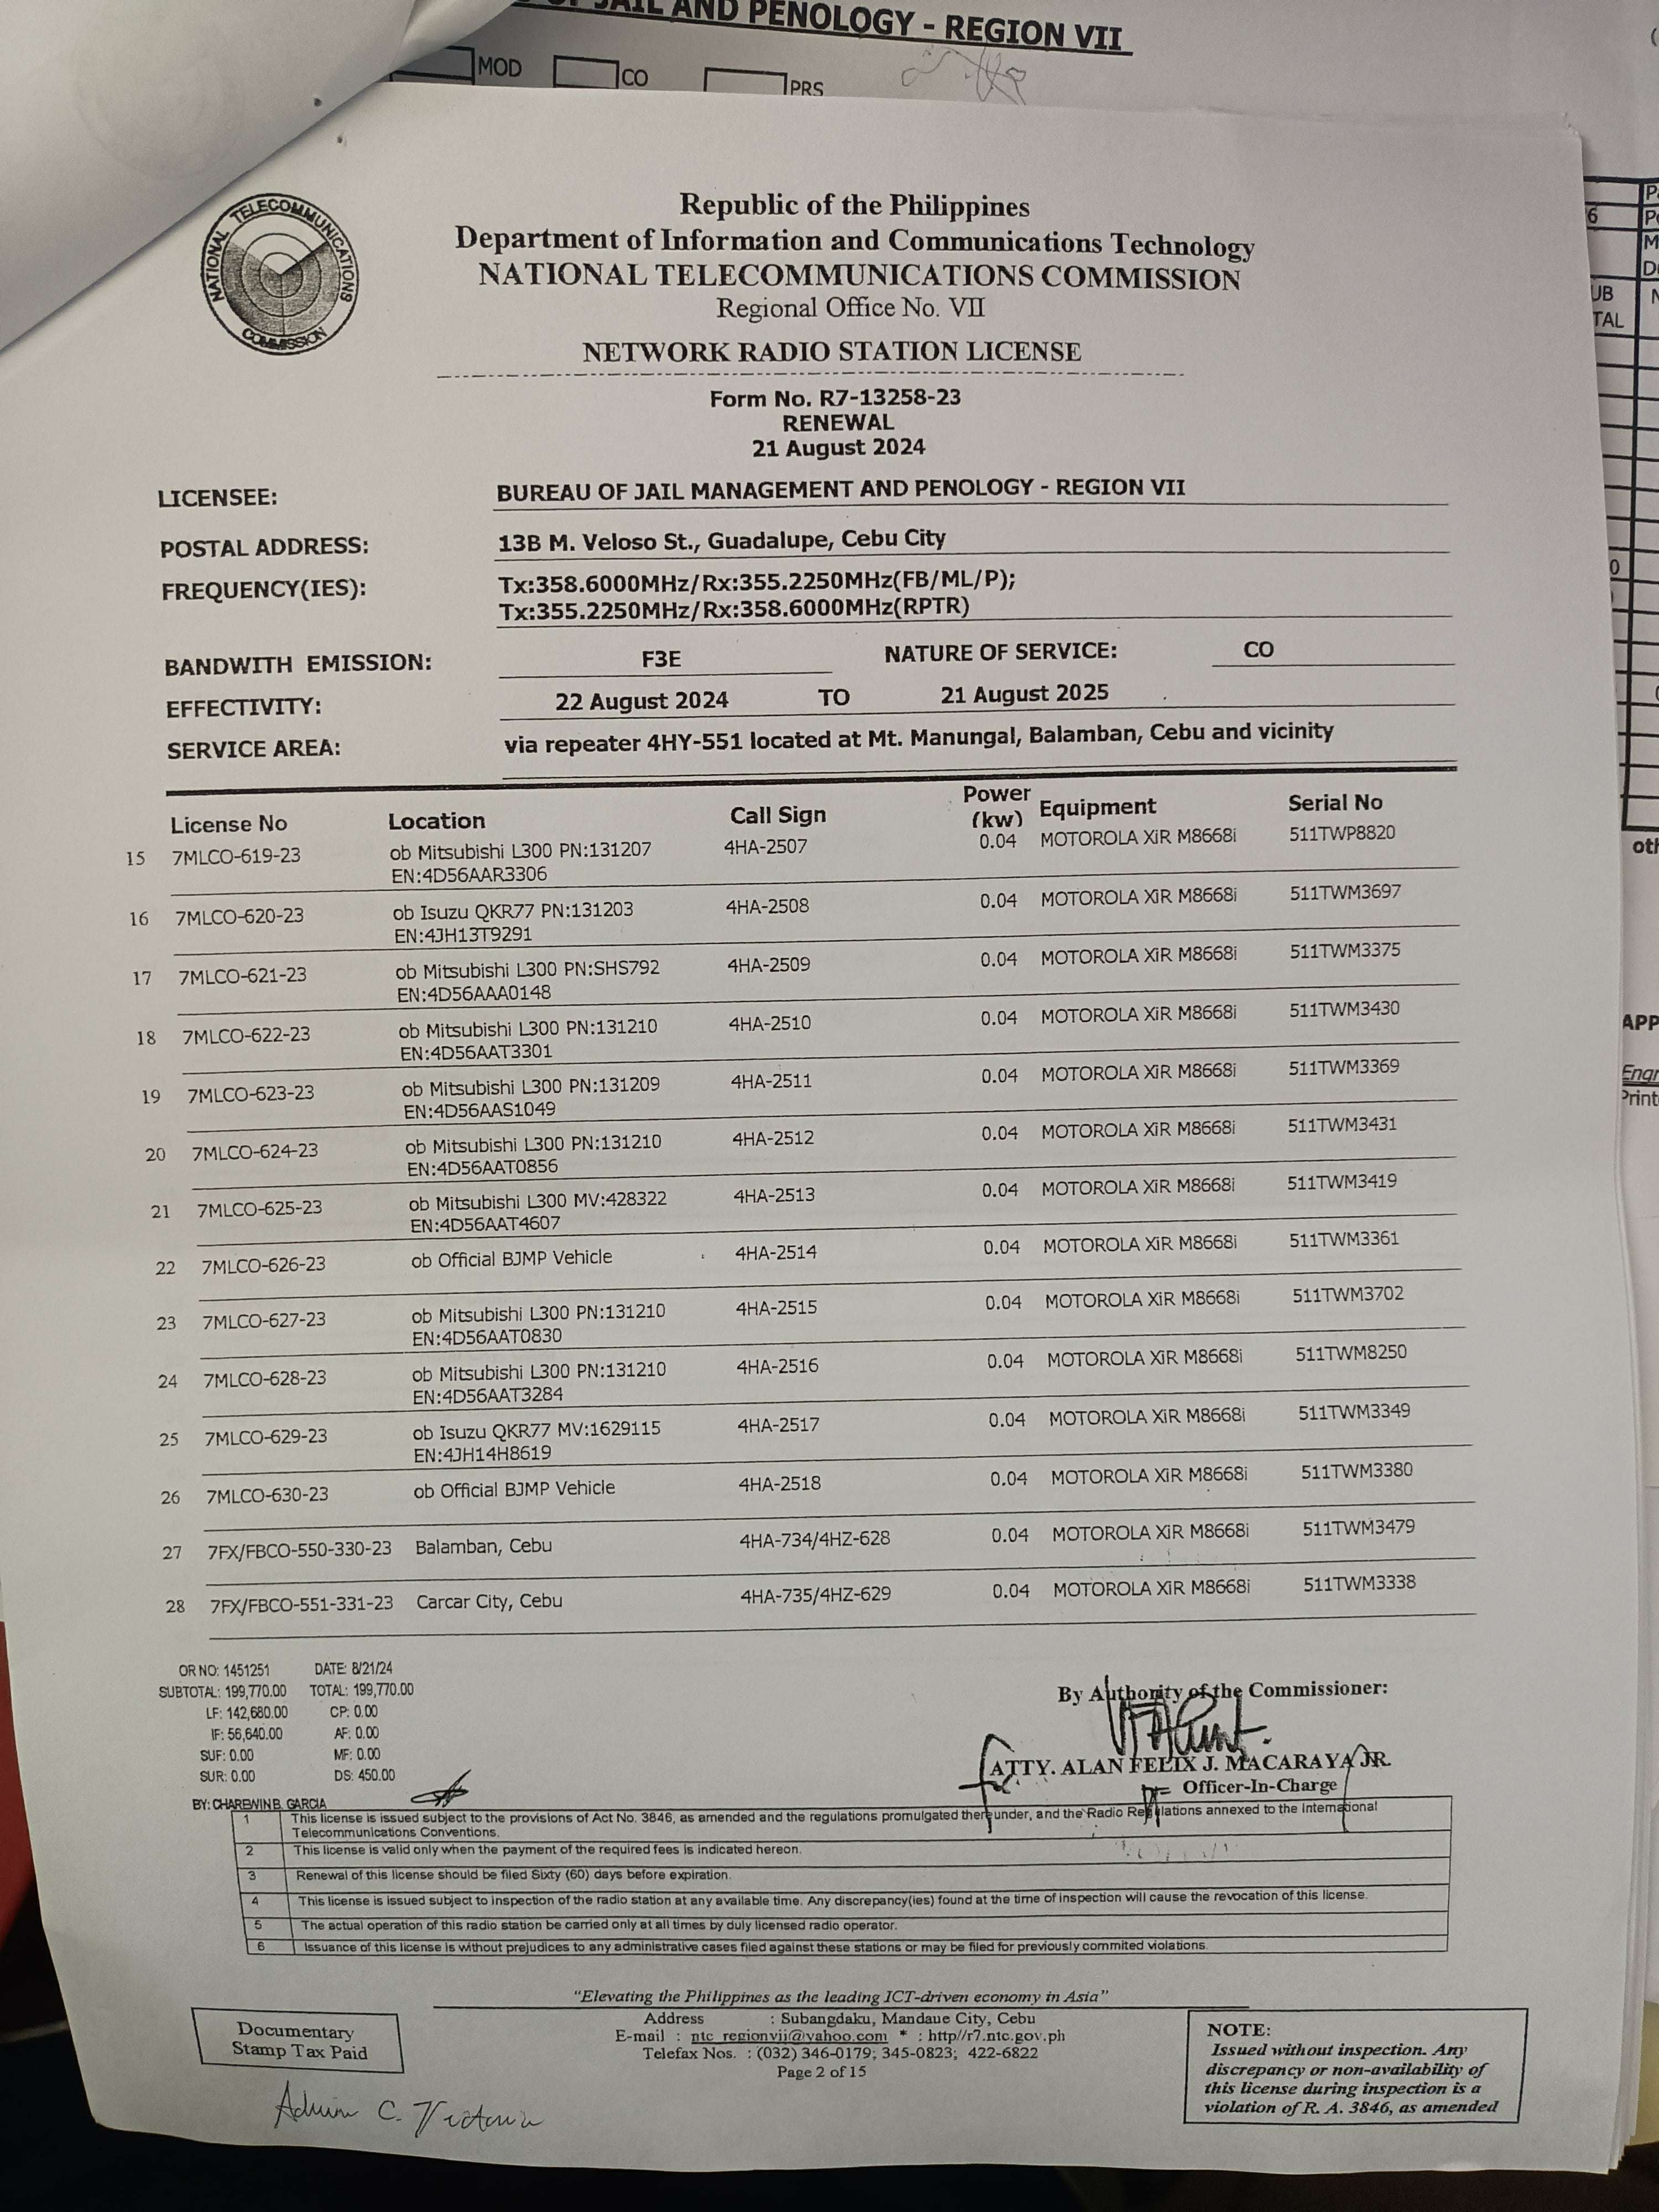 OF JAIL AND PENOLOGY - REGION VII
MOD CO PRS
NATIONAL TELECOMMUNICATIONS COMMISSION
Republic of the Philippines
Department of Information and Communications Technology
NATIONAL TELECOMMUNICATIONS COMMISSION
Regional Office No. VII
NETWORK RADIO STATION LICENSE
Form No. R7-13258-23
RENEWAL
21 August 2024
LICENSEE: BUREAU OF JAIL MANAGEMENT AND PENOLOGY - REGION VII
POSTAL ADDRESS: 13B M. Veloso St., Guadalupe, Cebu City
FREQUENCY(IES): Tx:358.6000MHz/Rx:355.2250MHz(FB/ML/P);
Tx:355.2250MHz/Rx:358.6000MHz(RPTR)
BANDWITH EMISSION: F3E NATURE OF SERVICE: CO
EFFECTIVITY: 22 August 2024 TO 21 August 2025
SERVICE AREA: via repeater 4HY-551 located at Mt. Manungal, Balamban, Cebu and vicinity
License No Location Call Sign Power (kw) Equipment Serial No
15 7MLCO-619-23 ob Mitsubishi L300 PN:131207 4HA-2507 0.04 MOTOROLA XiR M8668i 511TWP8820
EN:4D56AAR3306
16 7MLCO-620-23 ob Isuzu QKR77 PN:131203 4HA-2508 0.04 MOTOROLA XiR M8668i 511TWM3697
EN:4JH13T9291
17 7MLCO-621-23 ob Mitsubishi L300 PN:SHS792 4HA-2509 0.04 MOTOROLA XiR M8668i 511TWM3375
EN:4D56AAA0148
18 7MLCO-622-23 ob Mitsubishi L300 PN:131210 4HA-2510 0.04 MOTOROLA XiR M8668i 511TWM3430
EN:4D56AAT3301
19 7MLCO-623-23 ob Mitsubishi L300 PN:131209 4HA-2511 0.04 MOTOROLA XiR M8668i 511TWM3369
EN:4D56AAS1049
20 7MLCO-624-23 ob Mitsubishi L300 PN:131210 4HA-2512 0.04 MOTOROLA XiR M8668i 511TWM3431
EN:4D56AAT0856
21 7MLCO-625-23 ob Mitsubishi L300 MV:428322 4HA-2513 0.04 MOTOROLA XiR M8668i 511TWM3419
EN:4D56AAT4607
22 7MLCO-626-23 ob Official BJMP Vehicle 4HA-2514 0.04 MOTOROLA XiR M8668i 511TWM3361
23 7MLCO-627-23 ob Mitsubishi L300 PN:131210 4HA-2515 0.04 MOTOROLA XiR M8668i 511TWM3702
EN:4D56AAT0830
24 7MLCO-628-23 ob Mitsubishi L300 PN:131210 4HA-2516 0.04 MOTOROLA XiR M8668i 511TWM8250
EN:4D56AAT3284
25 7MLCO-629-23 ob Isuzu QKR77 MV:1629115 4HA-2517 0.04 MOTOROLA XiR M8668i 511TWM3349
EN:4JH14H8619
26 7MLCO-630-23 ob Official BJMP Vehicle 4HA-2518 0.04 MOTOROLA XiR M8668i 511TWM3380
27 7FX/FBCO-550-330-23 Balamban, Cebu 4HA-734/4HZ-628 0.04 MOTOROLA XiR M8668i 511TWM3479
28 7FX/FBCO-551-331-23 Carcar City, Cebu 4HA-735/4HZ-629 0.04 MOTOROLA XiR M8668i 511TWM3338
OR NO: 1451251 DATE: 8/21/24
SUBTOTAL: 199,770.00 TOTAL: 199,770.00
LF: 142,680.00 CP: 0.00
IF: 56,640.00 AF: 0.00
SUF: 0.00 MF: 0.00
SUR: 0.00 DS: 450.00
BY: CHAREWIN B. GARCIA
By Authority of the Commissioner:
ATTY. ALAN FELIX J. MACARAYA JR.
Officer-In-Charge
1 This license is issued subject to the provisions of Act No. 3846, as amended and the regulations promulgated thereunder, and the Radio Regulations annexed to the International
Telecommunications Conventions.
2 This license is valid only when the payment of the required fees is indicated hereon.
3 Renewal of this license should be filed Sixty (60) days before expiration.
4 This license is issued subject to inspection of the radio station at any available time. Any discrepancy(ies) found at the time of inspection will cause the revocation of this license.
5 The actual operation of this radio station be carried only at all times by duly licensed radio operator.
6 Issuance of this license is without prejudices to any administrative cases filed against these stations or may be filed for previously commited violations.
"Elevating the Philippines as the leading ICT-driven economy in Asia"
Address : Subangdaku, Mandaue City, Cebu
E-mail : ntc_regionvii@yahoo.com * : http//r7.ntc.gov.ph
Telefax Nos. : (032) 346-0179; 345-0823; 422-6822
Page 2 of 15
Documentary
Stamp Tax Paid
NOTE:
Issued without inspection. Any
discrepancy or non-availability of
this license during inspection is a
violation of R. A. 3846, as amended
UB
TAL
APP
Engr
Print